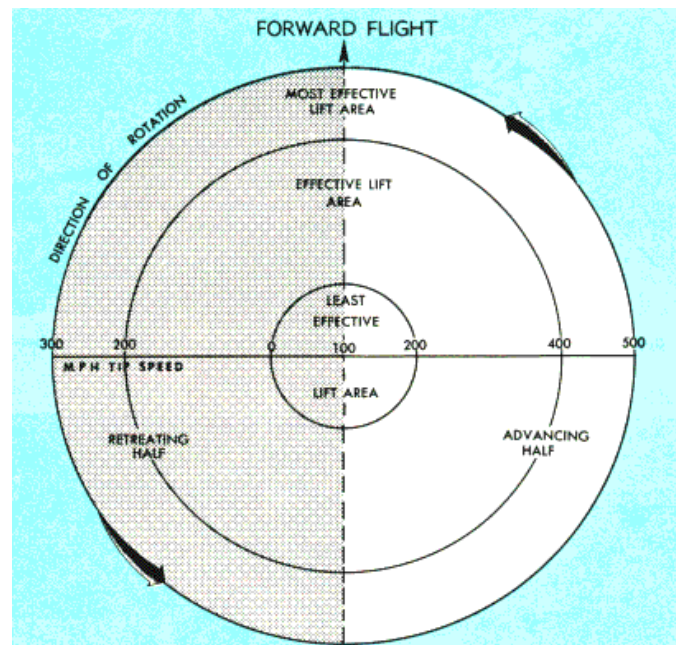 FORWARD FLIGHT
MOST EFFECTIVE
LIFT AREA
DIRECTION OF ROTATION
EFFECTIVE LIFT
AREA
LEAST
EFFECTIVE
300 200 0 100 200 400 500
MPH TIP SPEED
LIFT AREA
RETREATING
HALF
ADVANCING
HALF